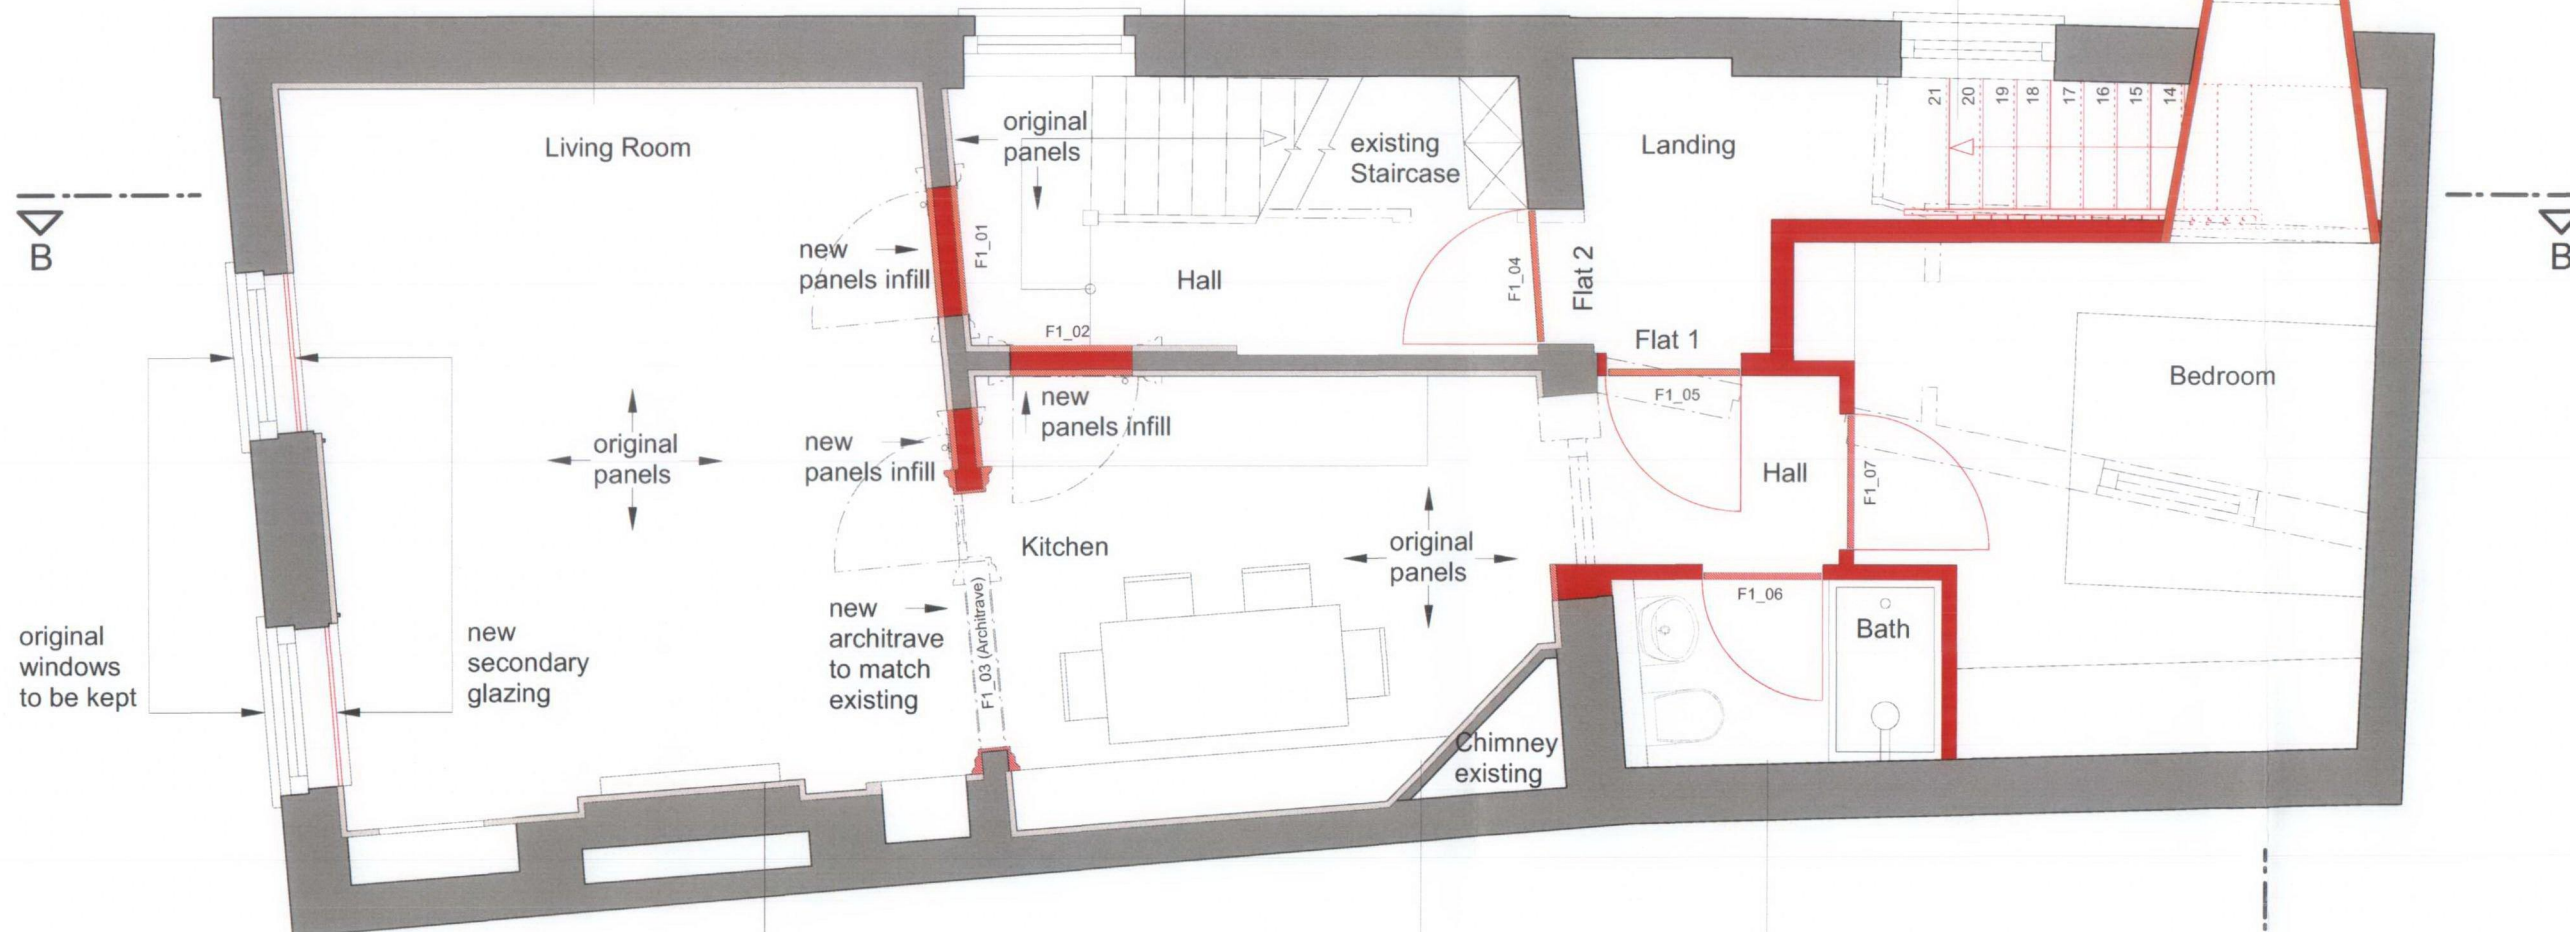 Living Room
original
panels
existing
Staircase
Landing
21
20
19
18
17
16
15
14
B
B
new
panels infill
F1_01
Hall
F1_04
Flat 2
F1_02
Flat 1
F1_05
Bedroom
new
panels infill
original
panels
new
panels infill
Hall
F1_07
Kitchen
original
panels
F1_06
Bath
original
windows
to be kept
new
secondary
glazing
new
architrave
to match
existing
F1_03 (Architrave)
Chimney
existing